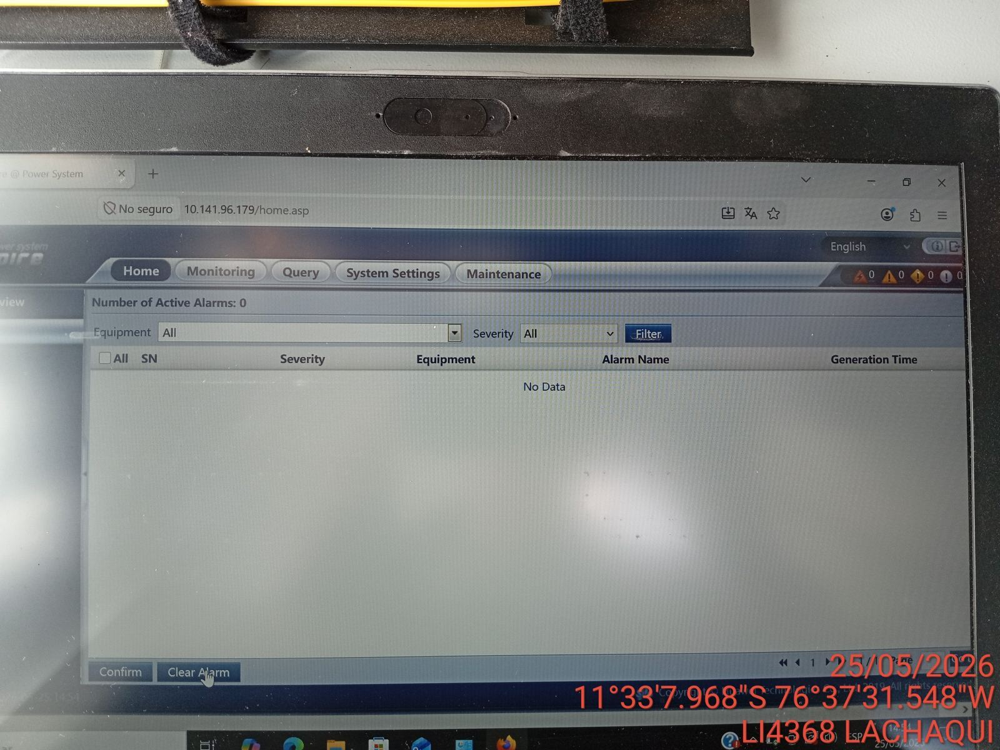 re @ Power System
No seguro 10.141.96.179/home.asp
English
Home Monitoring Query System Settings Maintenance
0 0 0 0
view
Number of Active Alarms: 0
Equipment All Severity All Filter
All SN Severity Equipment Alarm Name Generation Time
No Data
1
Confirm Clear Alarm
25/05/2026
11°33'7.968"S 76°37'31.548"W
LI4368 LACHAQUI